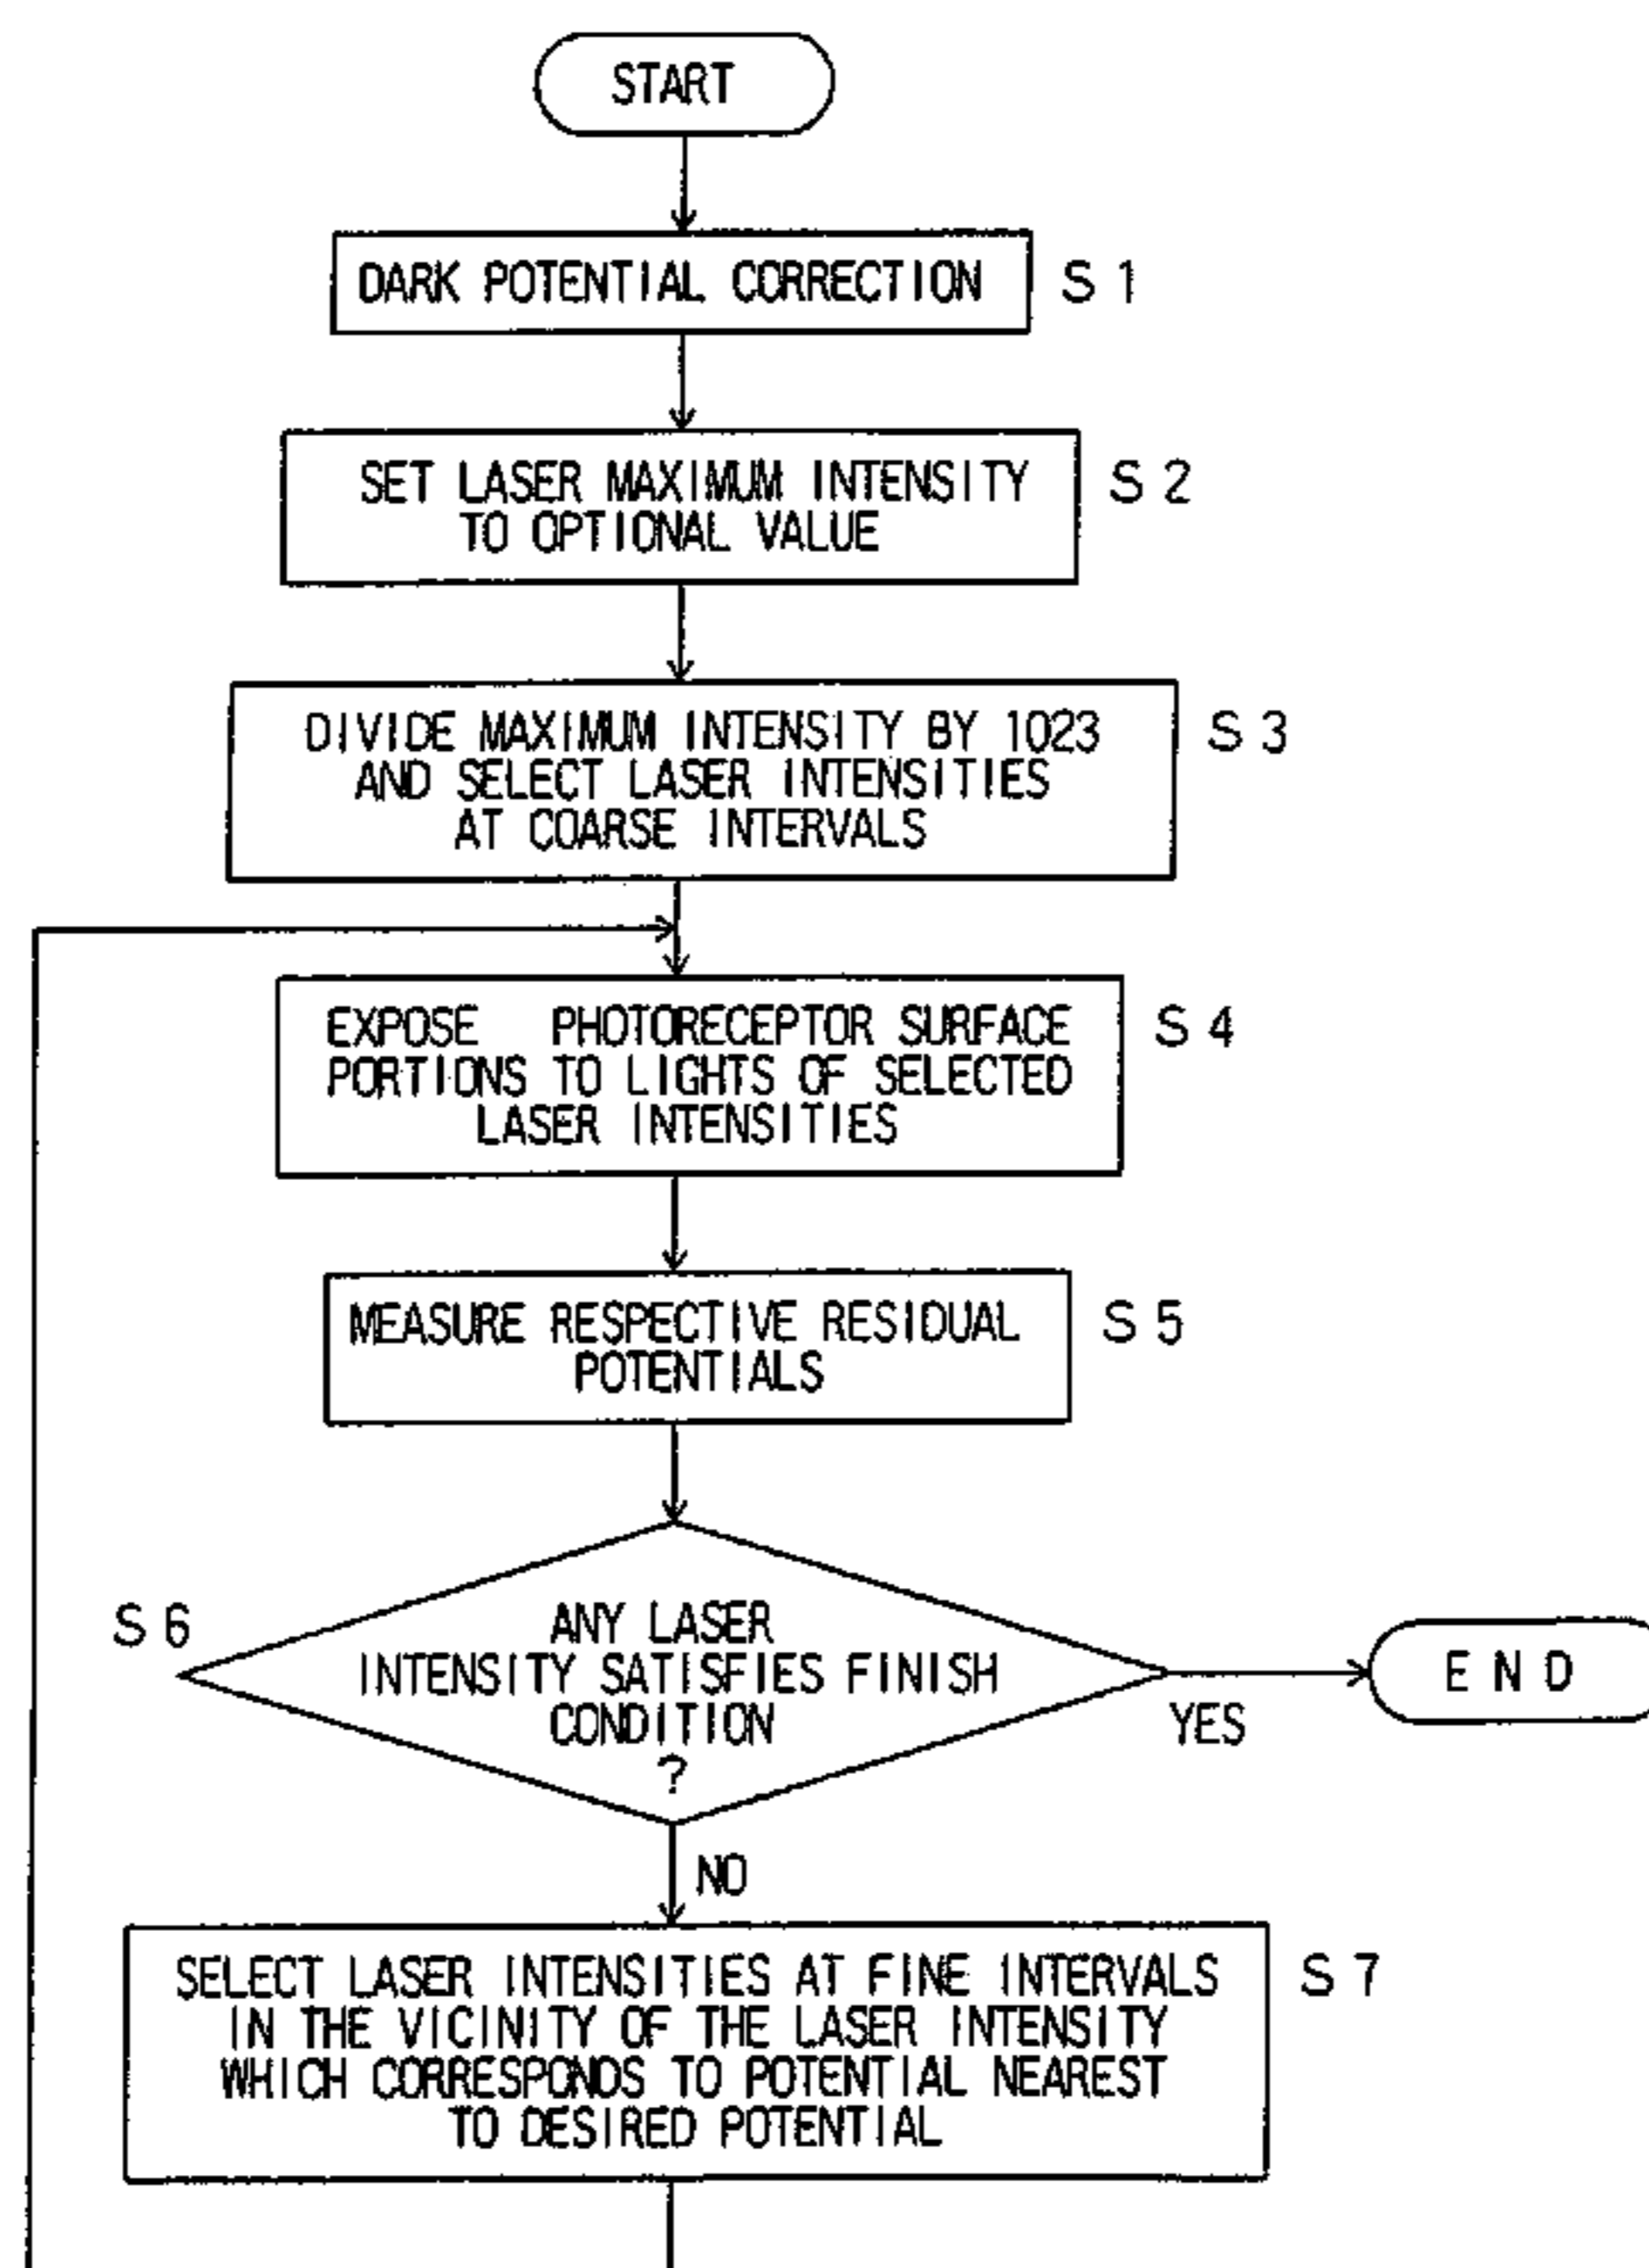 START
DARK POTENTIAL CORRECTION
S 1
SET LASER MAXIMUM INTENSITY
TO OPTIONAL VALUE
S 2
DIVIDE MAXIMUM INTENSITY BY 1023
AND SELECT LASER INTENSITIES
AT COARSE INTERVALS
S 3
EXPOSE PHOTORECEPTOR SURFACE
PORTIONS TO LIGHTS OF SELECTED
LASER INTENSITIES
S 4
MEASURE RESPECTIVE RESIDUAL
POTENTIALS
S 5
S 6
ANY LASER
INTENSITY SATISFIES FINISH
CONDITION
?
YES
END
NO
SELECT LASER INTENSITIES AT FINE INTERVALS
IN THE VICINITY OF THE LASER INTENSITY
WHICH CORRESPONDS TO POTENTIAL NEAREST
TO DESIRED POTENTIAL
S 7